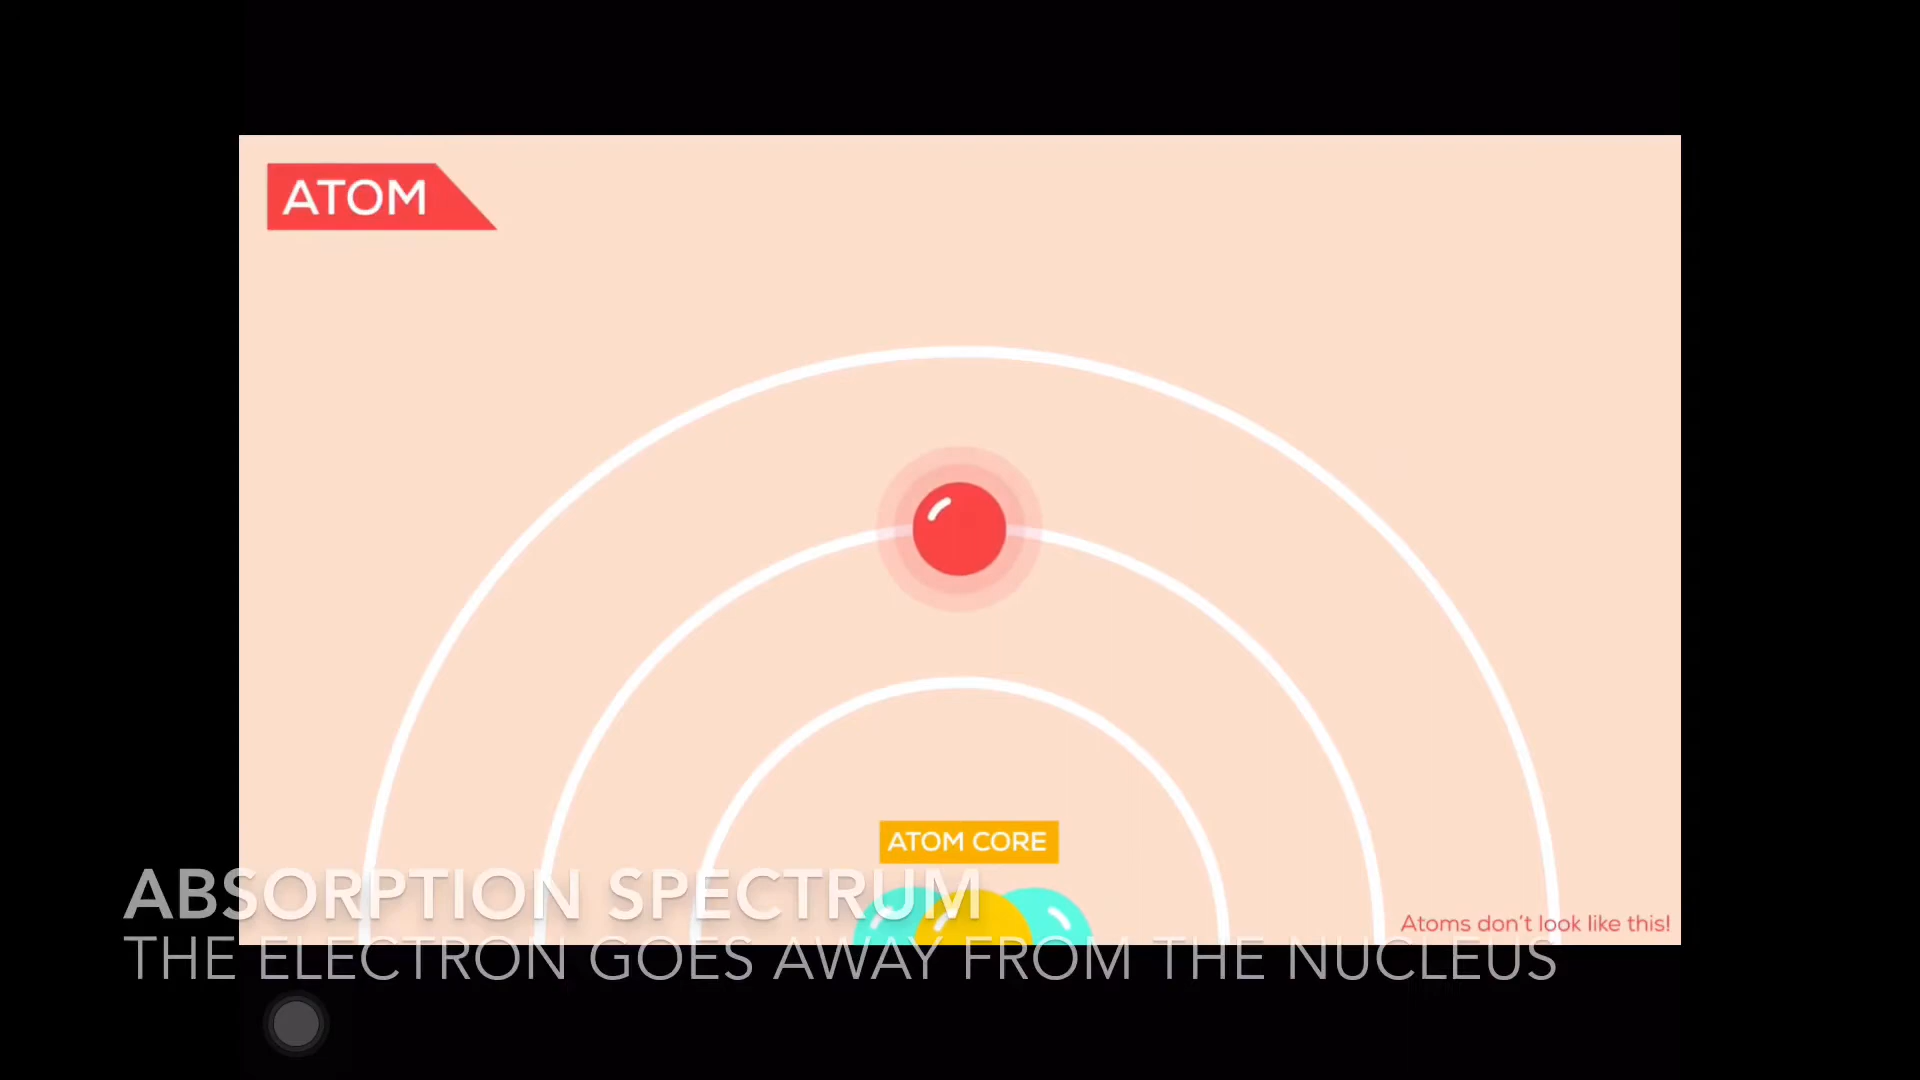 ATOM
ATOM CORE
ABSORPTION SPECTRUM
Atoms don't look like this!
THE ELECTRON GOES AWAY FROM THE NUCLEUS